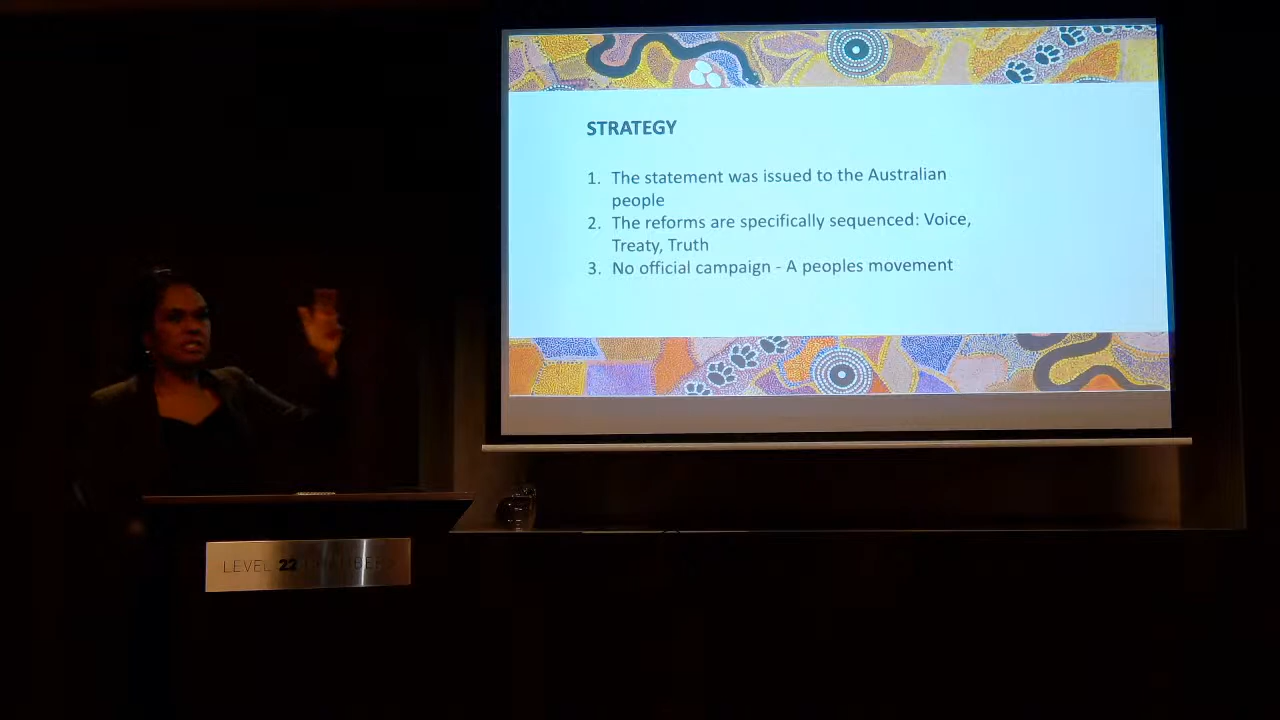 STRATEGY
1. The statement was issued to the Australian
people
2. The reforms are specifically sequenced: Voice,
Treaty, Truth
3. No official campaign - A peoples movement
LEVEL 22 CHAMBERS